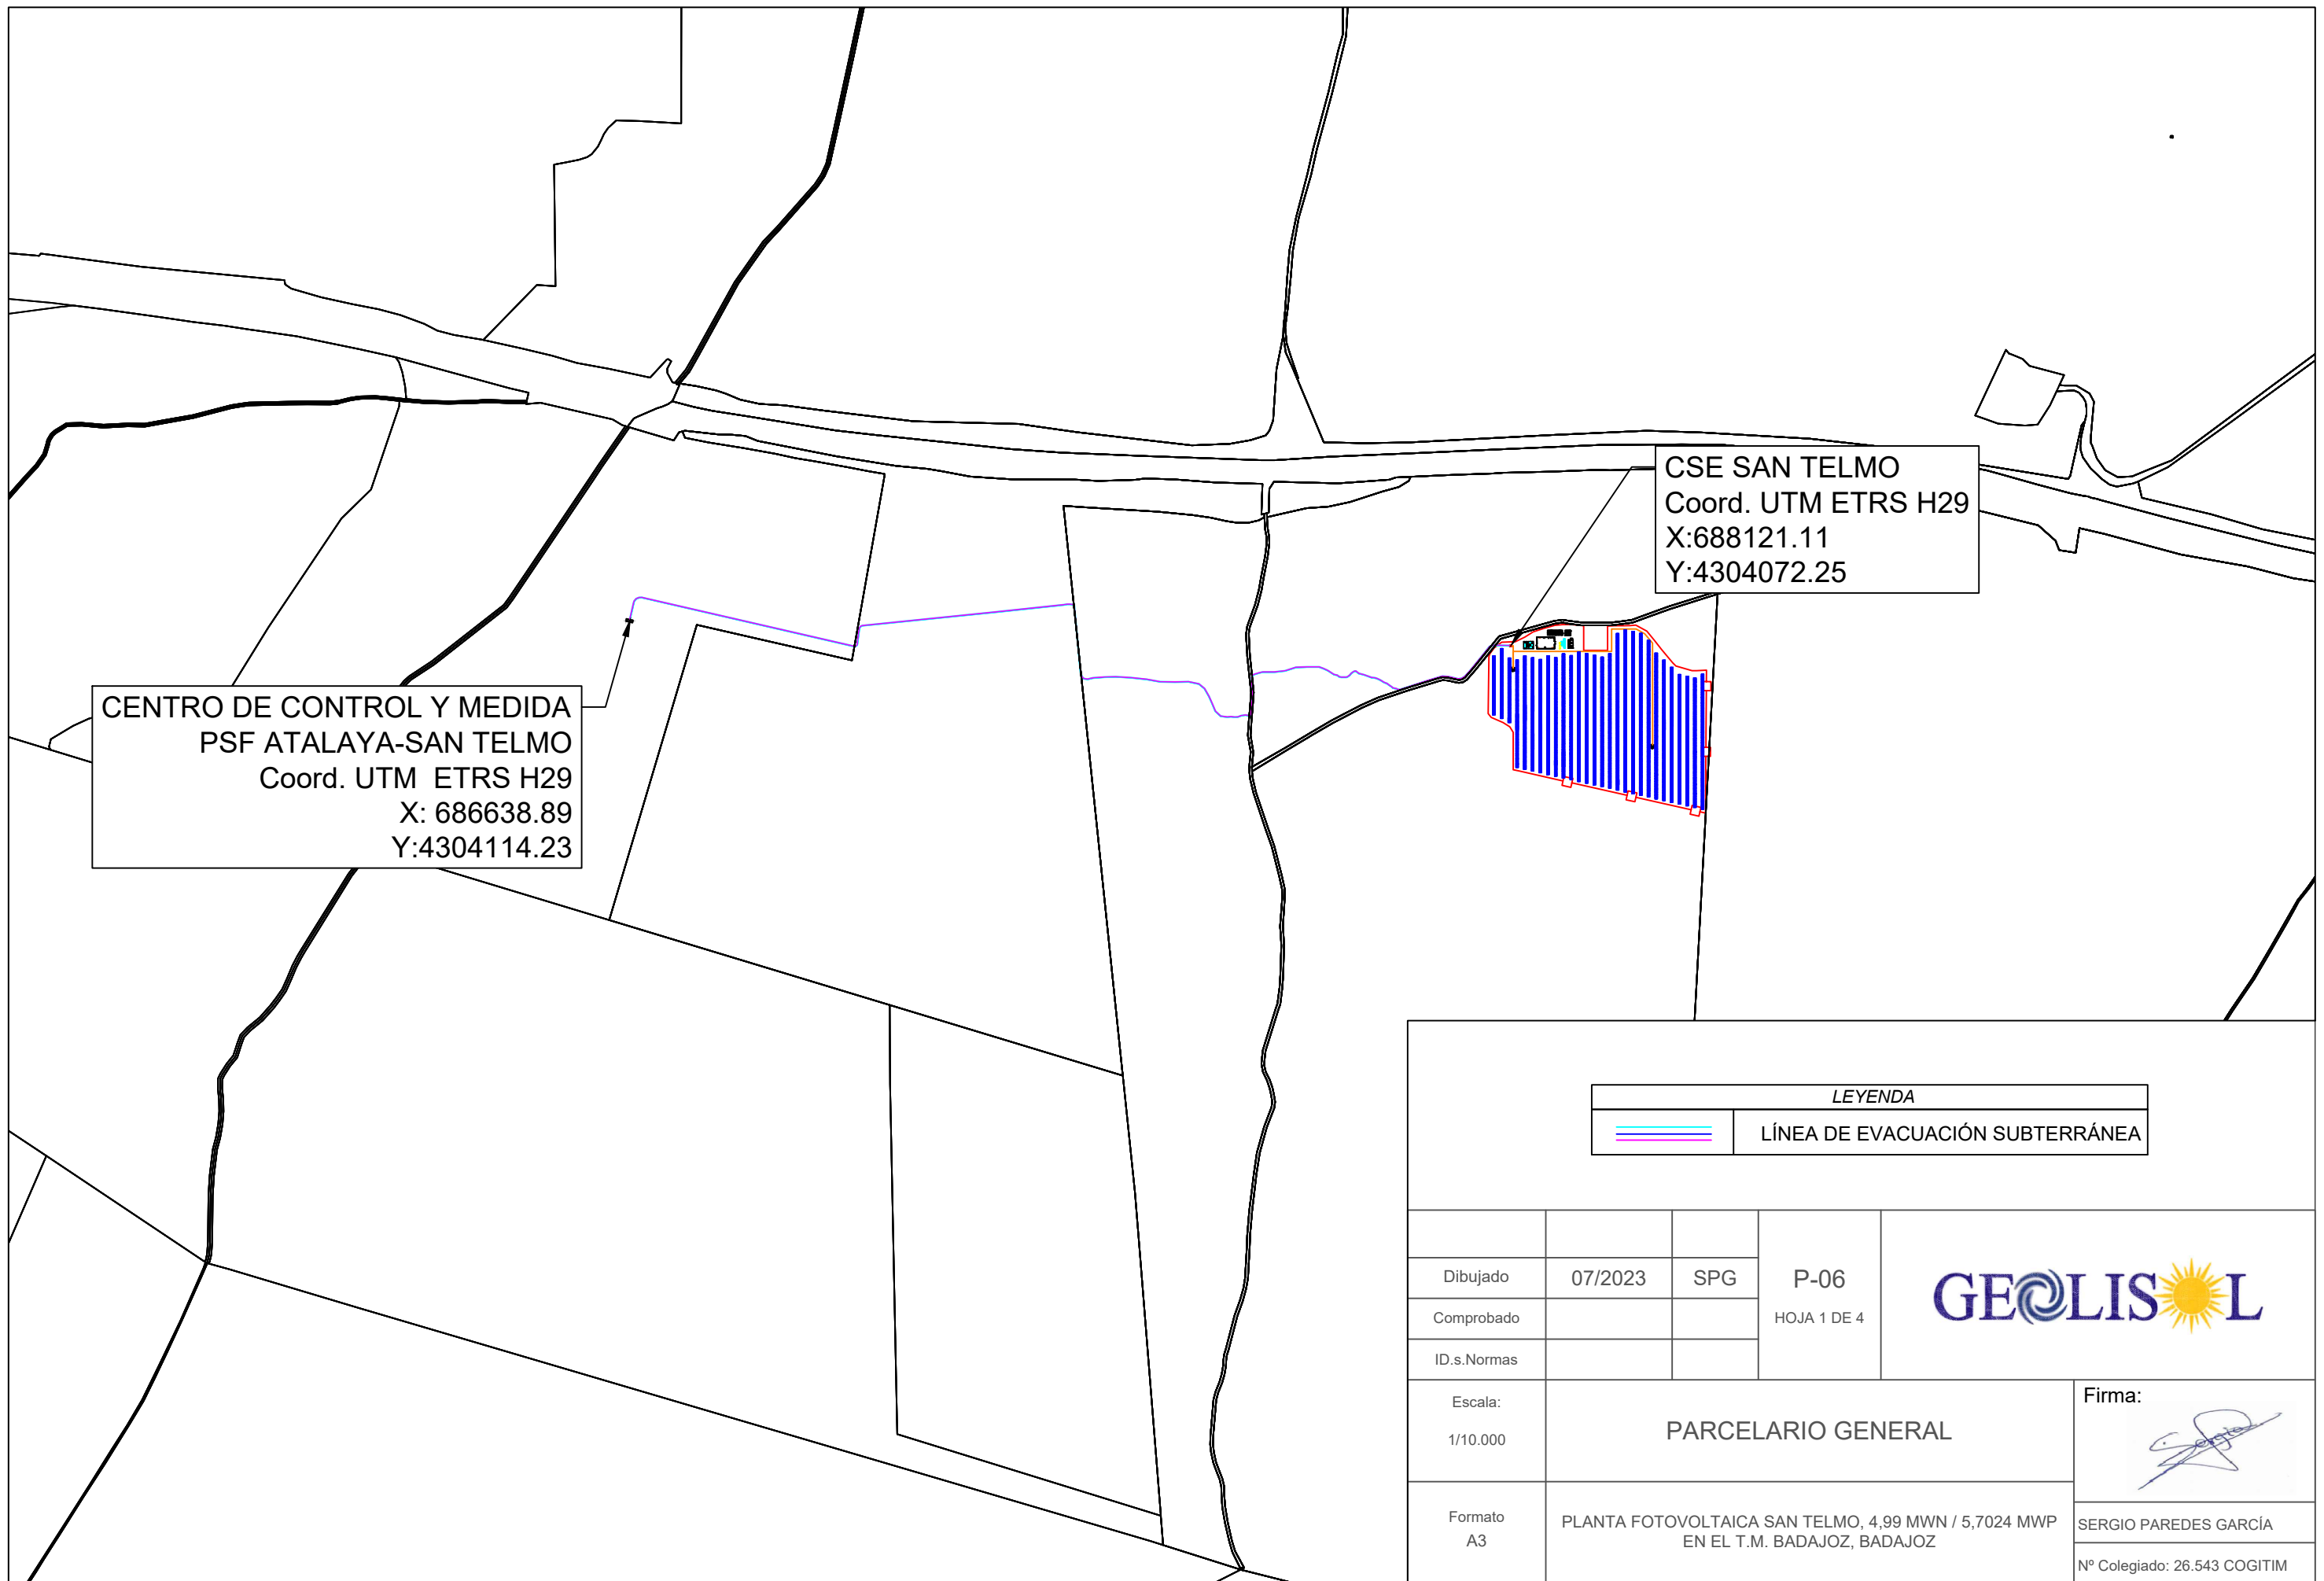 CSE SAN TELMO
Coord. UTM ETRS H29
X:688121.11
Y:4304072.25
CENTRO DE CONTROL Y MEDIDA
PSF ATALAYA-SAN TELMO
Coord. UTM ETRS H29
X: 686638.89
Y:4304114.23
LEYENDA
LÍNEA DE EVACUACIÓN SUBTERRÁNEA
Dibujado 07/2023 SPG
Comprobado
ID.s.Normas
P-06
HOJA 1 DE 4
GEOLISOL
Escala:
1/10.000
PARCELARIO GENERAL
Firma:
Formato
A3
PLANTA FOTOVOLTAICA SAN TELMO, 4,99 MWN / 5,7024 MWP
EN EL T.M. BADAJOZ, BADAJOZ
SERGIO PAREDES GARCÍA
Nº Colegiado: 26.543 COGITIM